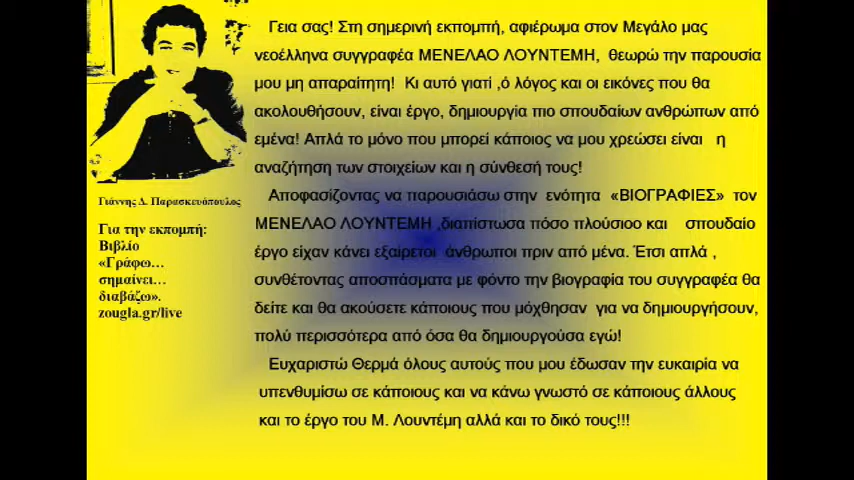 Γεια σας! Στη σημερινή εκπομπή, αφιέρωμα στον Μεγάλο μας
νεοέλληνα συγγραφέα ΜΕΝΕΛΑΟ ΛΟΥΝΤΕΜΗ, θεωρώ την παρουσία
μου μη απαραίτητη! Κι αυτό γιατί ,ό λόγος και οι εικόνες που θα
ακολουθήσουν, είναι έργο, δημιουργία πιο σπουδαίων ανθρώπων από
εμένα! Απλά το μόνο που μπορεί κάποιος να μου χρεώσει είναι η
αναζήτηση των στοιχείων και η σύνθεσή τους!
Αποφασίζοντας να παρουσιάσω στην ενότητα «ΒΙΟΓΡΑΦΙΕΣ» τον
ΜΕΝΕΛΑΟ ΛΟΥΝΤΕΜΗ ,διαπίστωσα πόσο πλούσιοο και σπουδαίο
έργο είχαν κάνει εξαίρετοι άνθρωποι πριν από μένα. Έτσι απλά ,
συνθέτοντας αποσπάσματα με φόντο την βιογραφία του συγγραφέα θα
δείτε και θα ακούσετε κάποιους που μόχθησαν για να δημιουργήσουν,
πολύ περισσότερα από όσα θα δημιουργούσα εγώ!
Ευχαριστώ Θερμά όλους αυτούς που μου έδωσαν την ευκαιρία να
υπενθυμίσω σε κάποιους και να κάνω γνωστό σε κάποιους άλλους
και το έργο του Μ. Λουντέμη αλλά και το δικό τους!!!
Γιάννης Δ. Παρασκευόπουλος
Για την εκπομπή:
Βιβλίο
«Γράφω...
σημαίνει...
διαβάζω».
zougla.gr/live